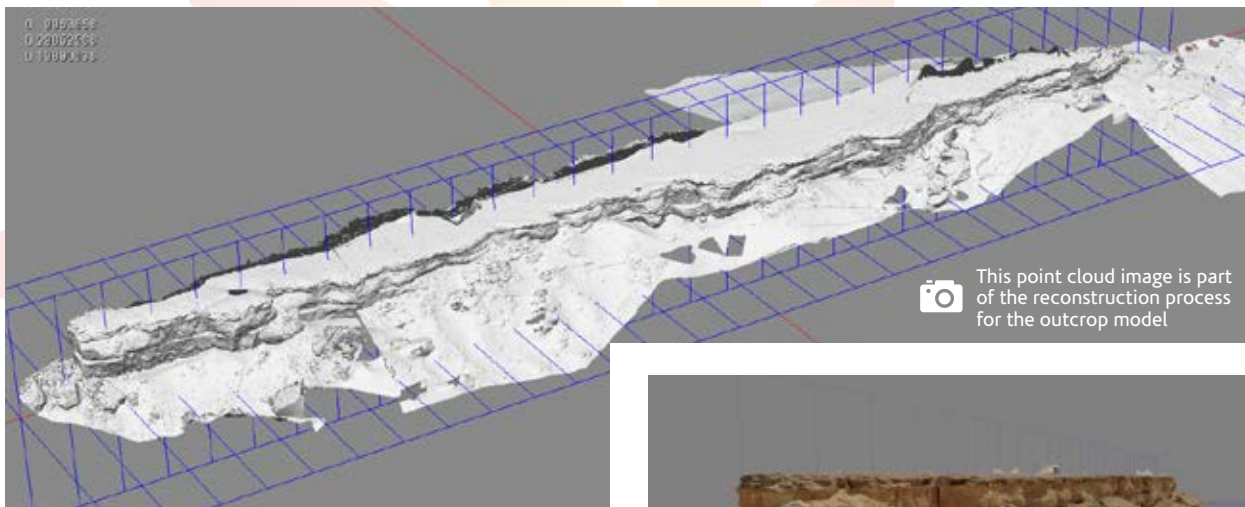 This point cloud image is part
of the reconstruction process
for the outcrop model